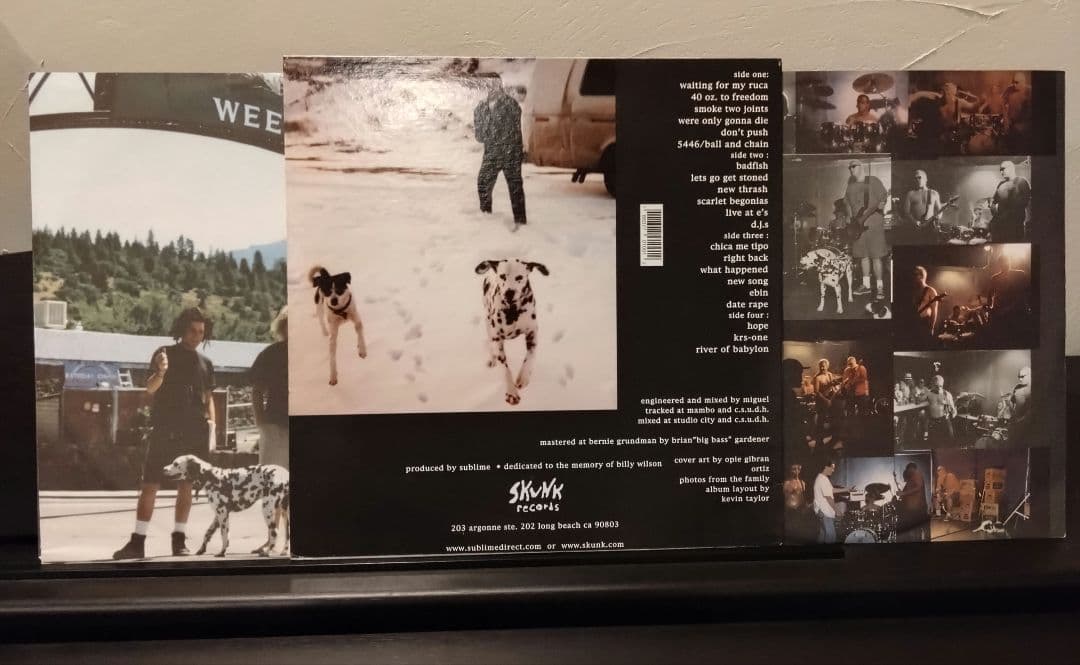 WEE
side one:
waiting for my ruca
40 oz. to freedom
smoke two joints
were only gonna die
don't push
5446/ball and chain
side two :
badfish
lets go get stoned
new thrash
scarlet begonias
live at e's
d.j.s
side three :
chica me tipo
right back
what happened
new song
ebin
date rape
side four :
hope
krs-one
river of babylon
engineered and mixed by miguel
tracked at mambo and c.s.u.d.h.
mixed at studio city and c.s.u.d.h.
mastered at bernie grundman by brian"big bass" gardener
produced by sublime • dedicated to the memory of billy wilson
cover art by opie gibran
ortiz
photos from the family
album layout by
kevin taylor
SKUNK
records
203 argonne ste. 202 long beach ca 90803
www.sublimedirect.com or www.skunk.com